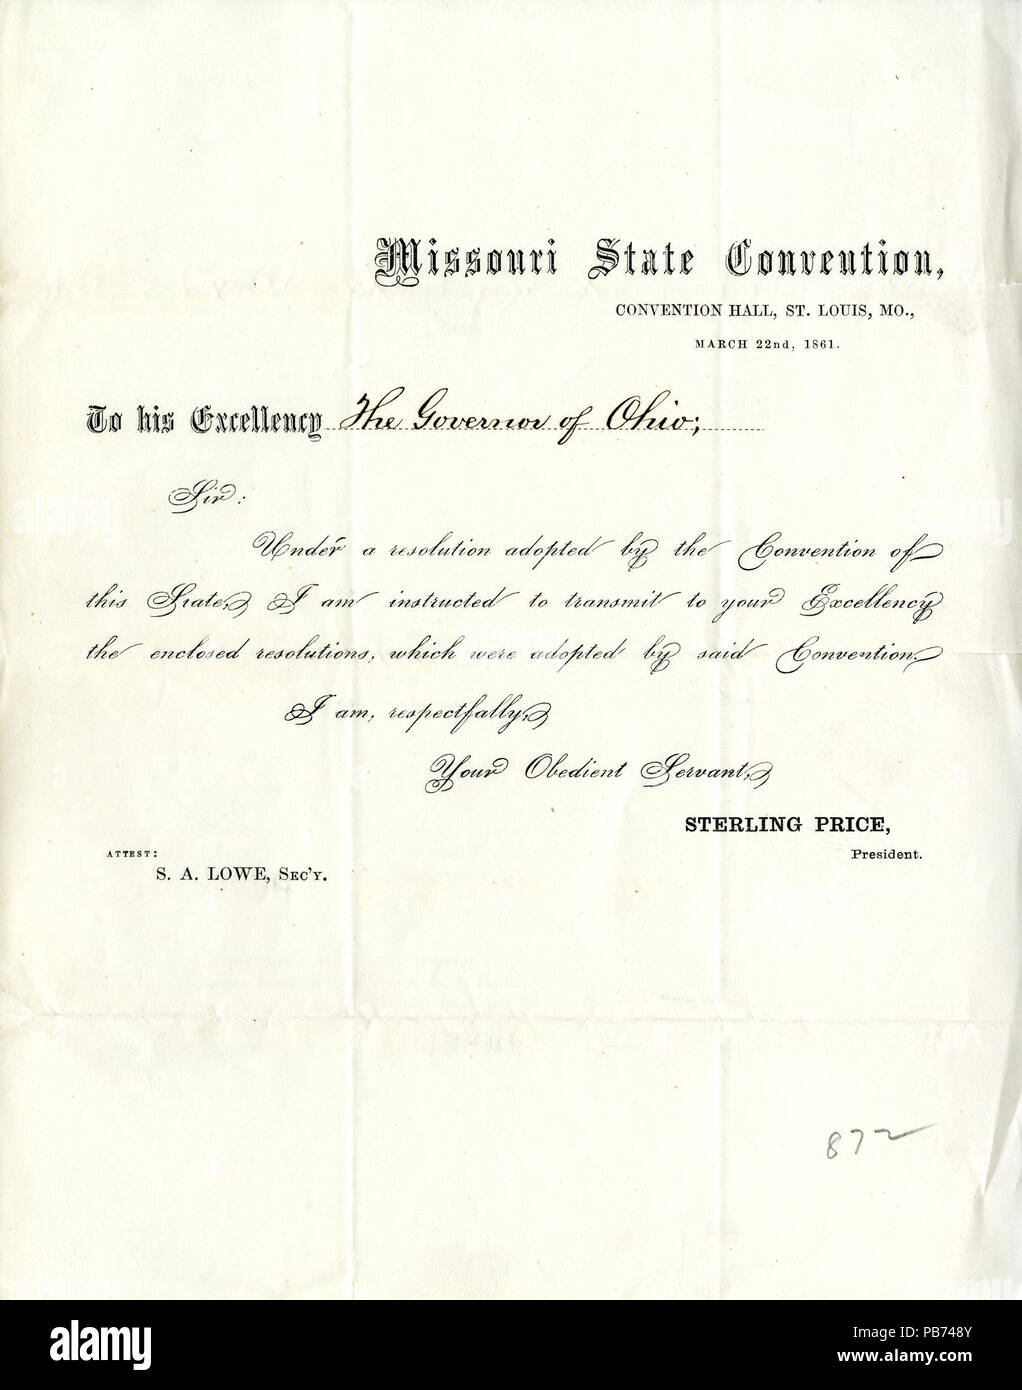 Missouri State Convention,
CONVENTION HALL, ST. LOUIS, MO.,
MARCH 22nd, 1861.
To his Excellency The Governor of Ohio;
Sir:
Under a resolution adopted by the Convention of
this State, I am instructed to transmit to your Excellency
the enclosed resolutions, which were adopted by said Convention.
I am, respectfully,
Your Obedient Servant,
STERLING PRICE,
President.
ATTEST:
S. A. LOWE, SEC'Y.
872
alamy
Image ID: PB748Y
www.alamy.com